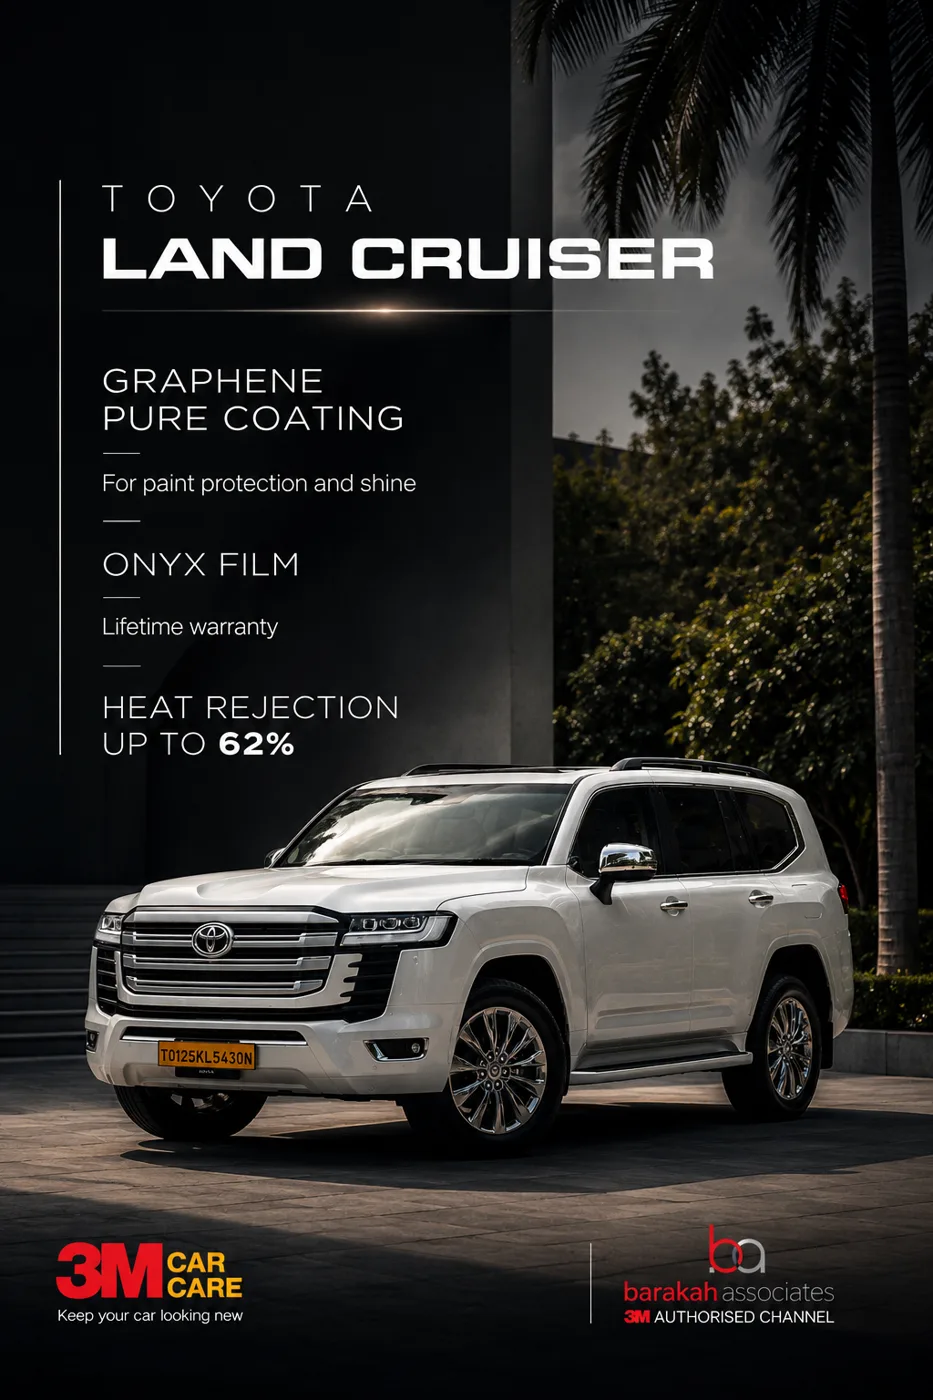 TOYOTA
LAND CRUISER
GRAPHENE
PURE COATING
For paint protection and shine
ONYX FILM
Lifetime warranty
HEAT REJECTION
UP TO 62%
T0125KL5430N
3M CAR
CARE
Keep your car looking new
ba
barakah associates
3M AUTHORISED CHANNEL